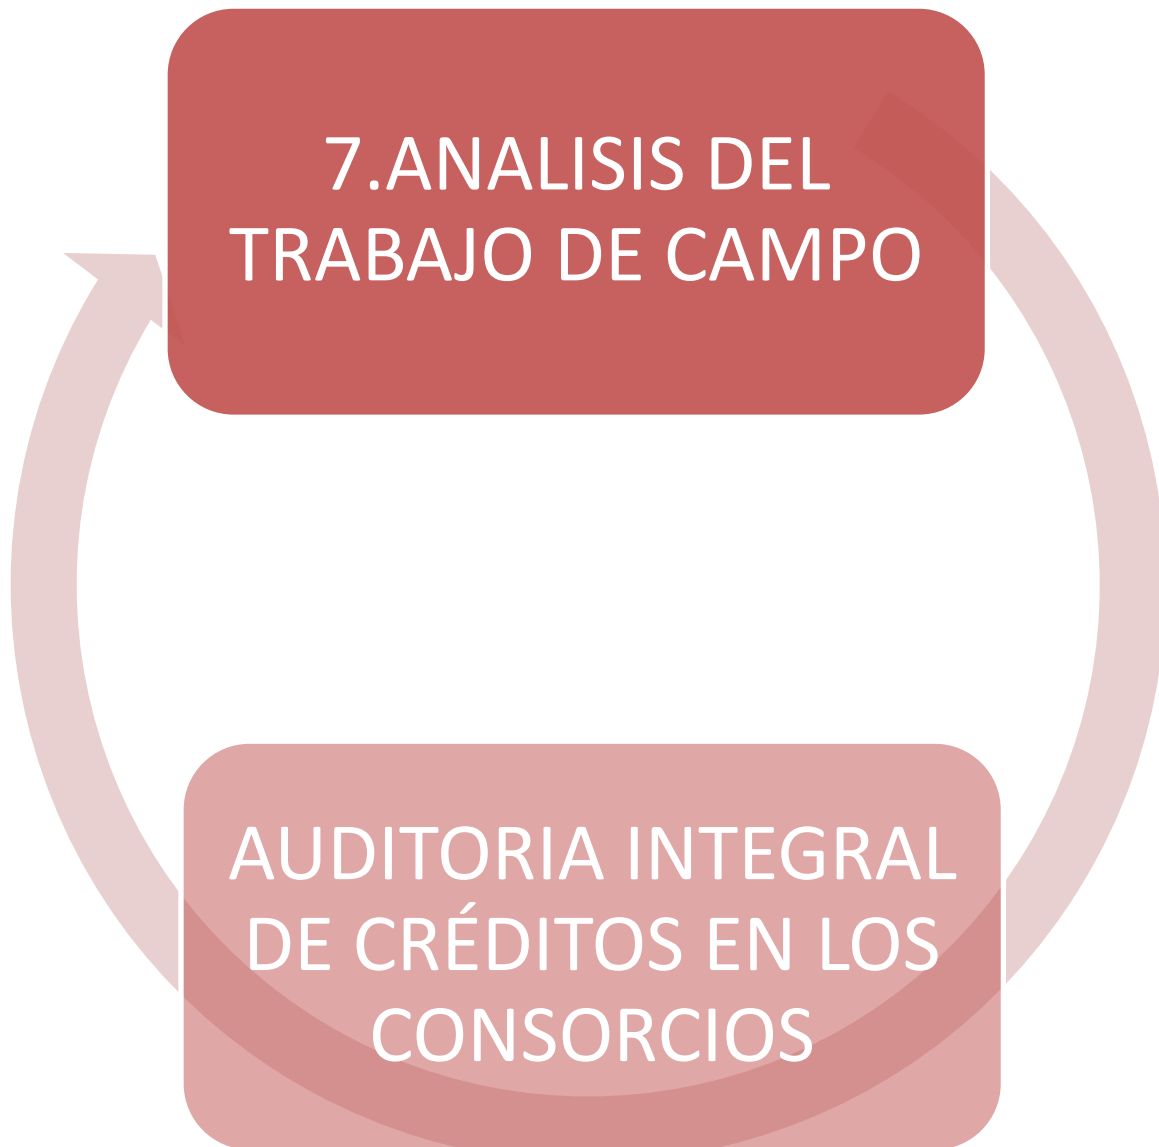 7.ANALISIS DEL
TRABAJO DE CAMPO
AUDITORIA INTEGRAL
DE CRÉDITOS EN LOS
CONSORCIOS